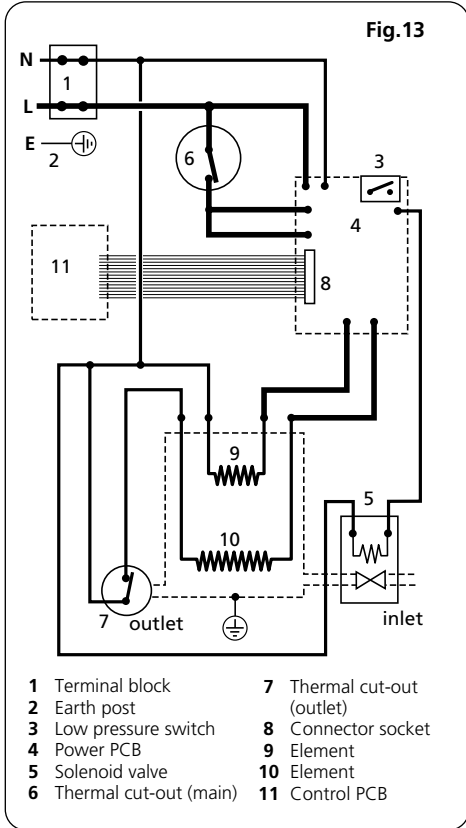 Fig.13
N
1
L
E
2
6
3
4
11
8
9
5
10
7 outlet
inlet
1 Terminal block
2 Earth post
3 Low pressure switch
4 Power PCB
5 Solenoid valve
6 Thermal cut-out (main)
7 Thermal cut-out
(outlet)
8 Connector socket
9 Element
10 Element
11 Control PCB